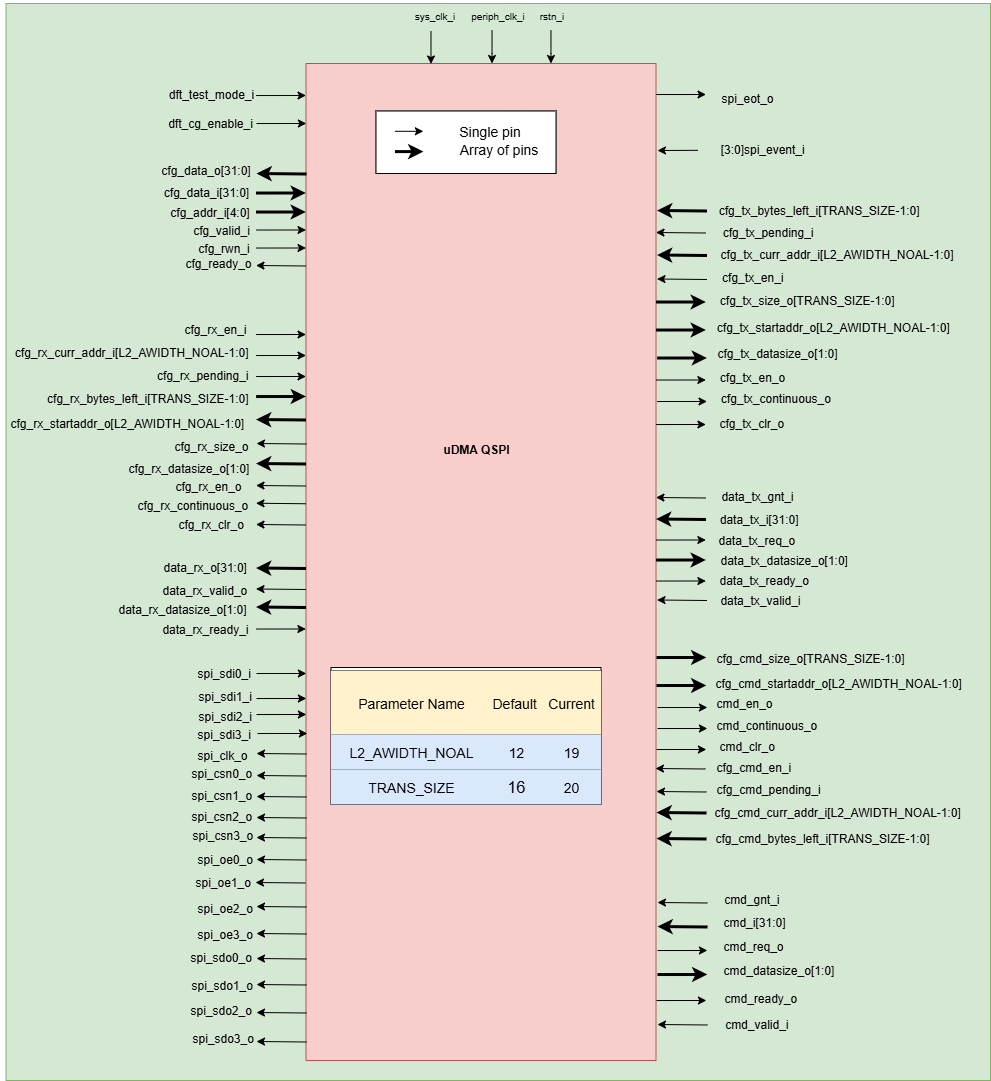 sys_clk_i periph_clk_i rstn_i
dft_test_mode_i
dft_cg_enable_i
cfg_data_o[31:0]
cfg_data_i[31:0]
cfg_addr_i[4:0]
cfg_valid_i
cfg_rwn_i
cfg_ready_o
cfg_rx_en_i
cfg_rx_curr_addr_i[L2_AWIDTH_NOAL-1:0]
cfg_rx_pending_i
cfg_rx_bytes_left_i[TRANS_SIZE-1:0]
cfg_rx_startaddr_o[L2_AWIDTH_NOAL-1:0]
cfg_rx_size_o
cfg_rx_datasize_o[1:0]
cfg_rx_en_o
cfg_rx_continuous_o
cfg_rx_clr_o
data_rx_o[31:0]
data_rx_valid_o
data_rx_datasize_o[1:0]
data_rx_ready_i
spi_sdi0_i
spi_sdi1_i
spi_sdi2_i
spi_sdi3_i
spi_clk_o
spi_csn0_o
spi_csn1_o
spi_csn2_o
spi_csn3_o
spi_oe0_o
spi_oe1_o
spi_oe2_o
spi_oe3_o
spi_sdo0_o
spi_sdo1_o
spi_sdo2_o
spi_sdo3_o
Single pin
Array of pins
uDMA QSPI
Parameter Name Default Current
L2_AWIDTH_NOAL 12 19
TRANS_SIZE 16 20
spi_eot_o
[3:0]spi_event_i
cfg_tx_bytes_left_i[TRANS_SIZE-1:0]
cfg_tx_pending_i
cfg_tx_curr_addr_i[L2_AWIDTH_NOAL-1:0]
cfg_tx_en_i
cfg_tx_size_o[TRANS_SIZE-1:0]
cfg_tx_startaddr_o[L2_AWIDTH_NOAL-1:0]
cfg_tx_datasize_o[1:0]
cfg_tx_en_o
cfg_tx_continuous_o
cfg_tx_clr_o
data_tx_gnt_i
data_tx_i[31:0]
data_tx_req_o
data_tx_datasize_o[1:0]
data_tx_ready_o
data_tx_valid_i
cfg_cmd_size_o[TRANS_SIZE-1:0]
cfg_cmd_startaddr_o[L2_AWIDTH_NOAL-1:0]
cmd_en_o
cmd_continuous_o
cmd_clr_o
cfg_cmd_en_i
cfg_cmd_pending_i
cfg_cmd_curr_addr_i[L2_AWIDTH_NOAL-1:0]
cfg_cmd_bytes_left_i[TRANS_SIZE-1:0]
cmd_gnt_i
cmd_i[31:0]
cmd_req_o
cmd_datasize_o[1:0]
cmd_ready_o
cmd_valid_i